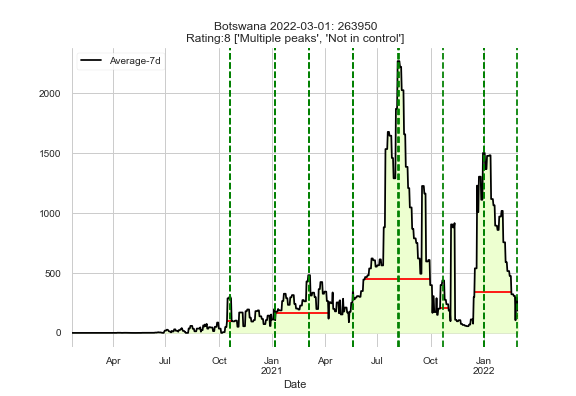 Botswana 2022-03-01: 263950
Rating:8 ['Multiple peaks', 'Not in control']
Average-7d
2000
1500
1000
500
0
Apr Jul Oct Jan Apr Jul Oct Jan
2021 2022
Date